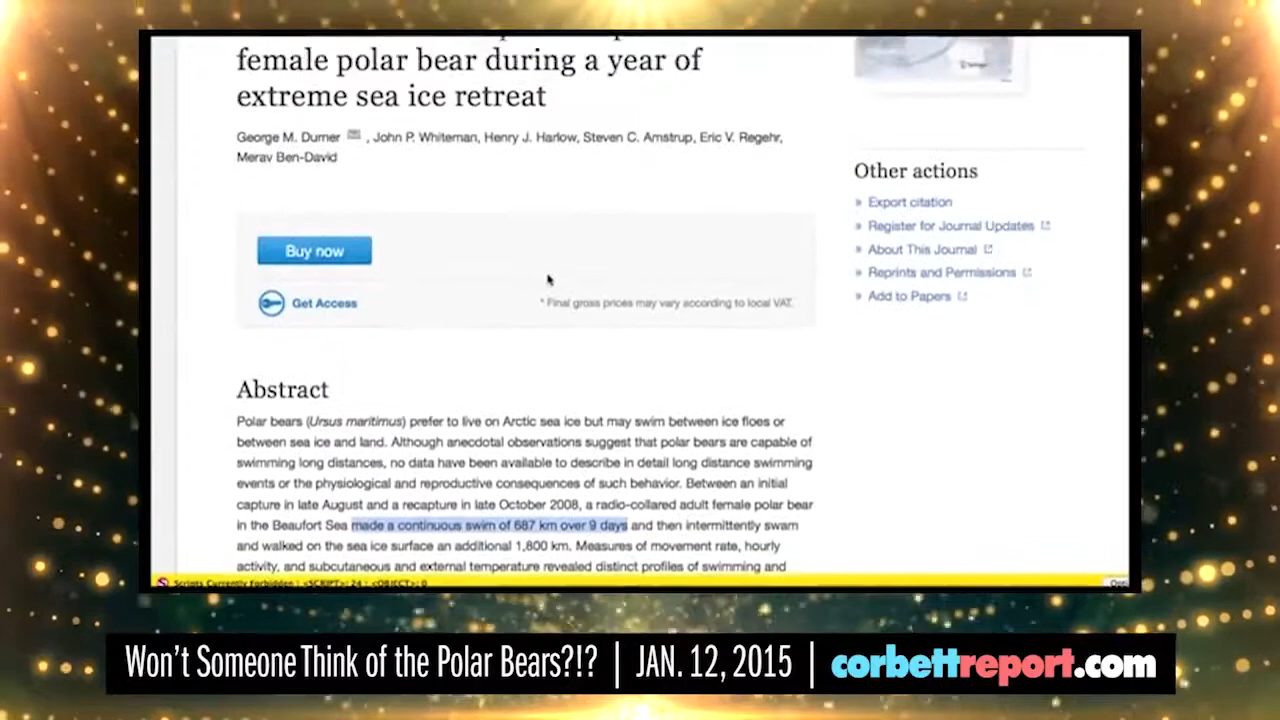 female polar bear during a year of
extreme sea ice retreat
George M. Durner , John P. Whiteman, Henry J. Harlow, Steven C. Amstrup, Eric V. Regehr,
Merav Ben-David
Buy now
Get Access
* Final gross prices may vary according to local VAT.
Other actions
» Export citation
» Register for Journal Updates
» About This Journal
» Reprints and Permissions
» Add to Papers
Abstract
Polar bears (Ursus maritimus) prefer to live on Arctic sea ice but may swim between ice floes or
between sea ice and land. Although anecdotal observations suggest that polar bears are capable of
swimming long distances, no data have been available to describe in detail long distance swimming
events or the physiological and reproductive consequences of such behavior. Between an initial
capture in late August and a recapture in late October 2008, a radio-collared adult female polar bear
in the Beaufort Sea made a continuous swim of 687 km over 9 days and then intermittently swam
and walked on the sea ice surface an additional 1,800 km. Measures of movement rate, hourly
activity, and subcutaneous and external temperature revealed distinct profiles of swimming and
Scripts Currently Forbidden | <SCRIPT>: 24 | <OBJECT>: 0
Won't Someone Think of the Polar Bears?!? | JAN. 12, 2015 | corbettreport.com